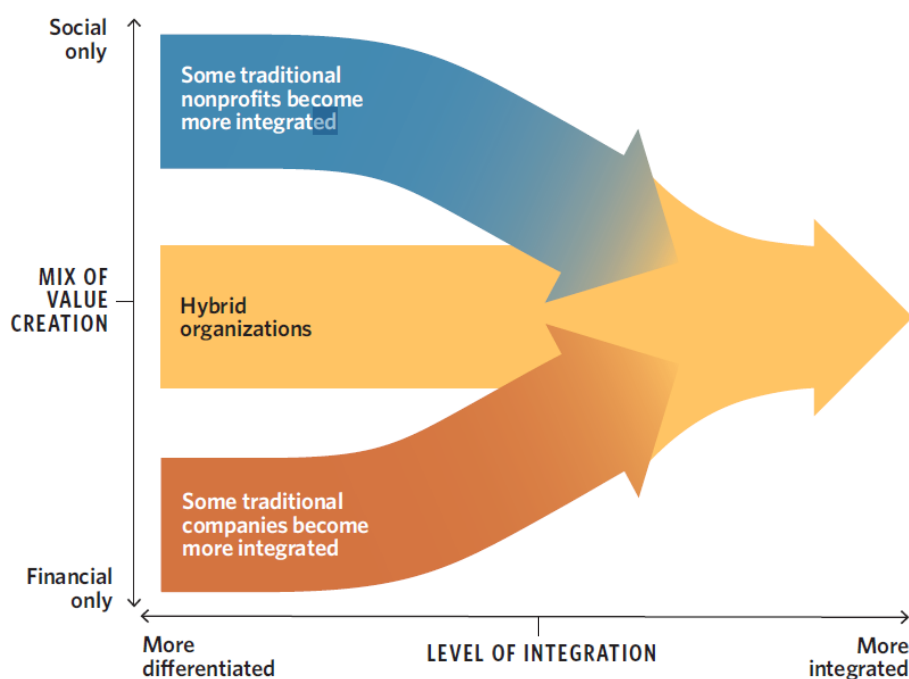 Social
only
Some traditional
nonprofits become
more integrated
MIX OF
VALUE
CREATION
Hybrid
organizations
Some traditional
companies become
more integrated
Financial
only
More
differentiated
LEVEL OF INTEGRATION
More
integrated